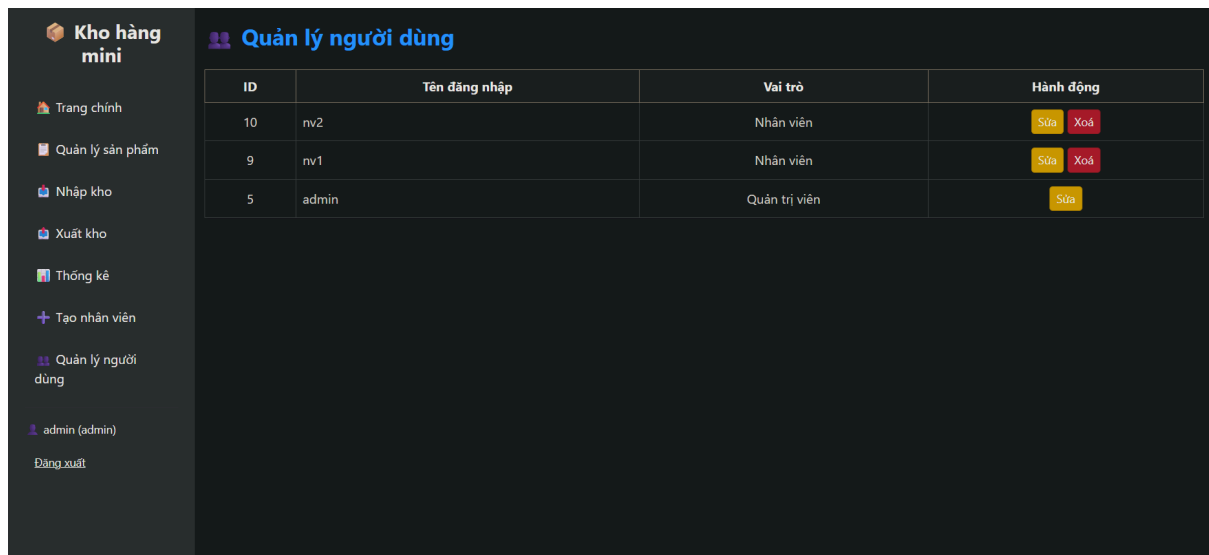 Kho hàng
mini
Trang chính
Quản lý sản phẩm
Nhập kho
Xuất kho
Thống kê
Tạo nhân viên
Quản lý người
dùng
admin (admin)
Đăng xuất
Quản lý người dùng
ID Tên đăng nhập Vai trò Hành động
10 nv2 Nhân viên Sửa Xoá
9 nv1 Nhân viên Sửa Xoá
5 admin Quản trị viên Sửa